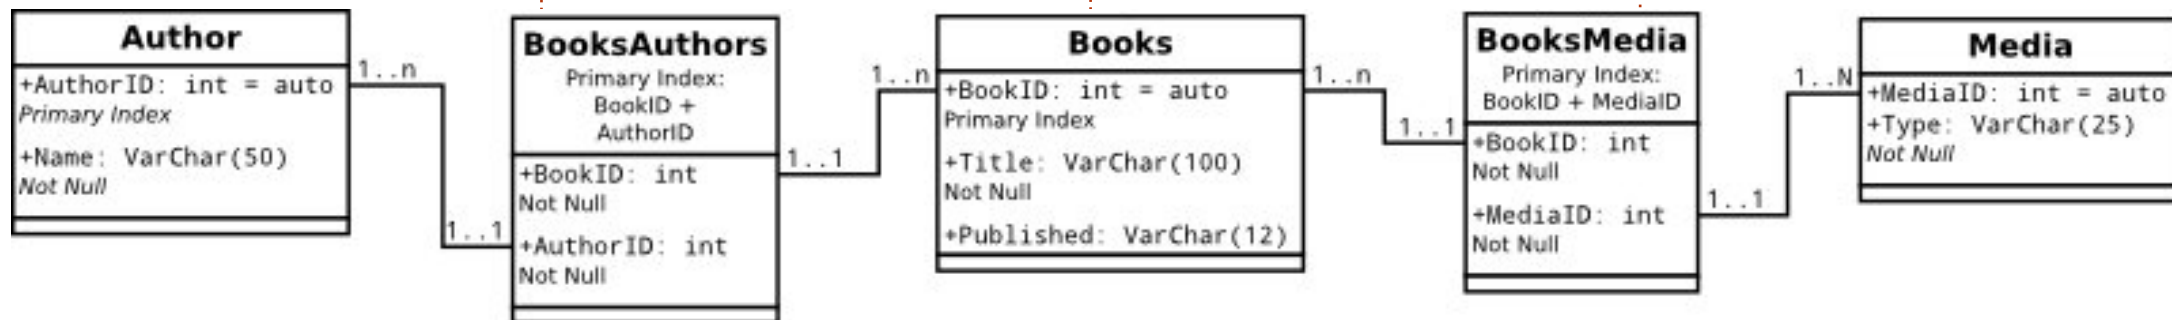 Author
+AuthorID: int = auto
Primary Index
+Name: VarChar(50)
Not Null
1..n
1..1
BooksAuthors
Primary Index:
BookID +
AuthorID
+BookID: int
Not Null
+AuthorID: int
Not Null
1..1
1..n
Books
+BookID: int = auto
Primary Index
+Title: VarChar(100)
Not Null
+Published: VarChar(12)
1..n
1..1
BooksMedia
Primary Index:
BookID + MediaID
+BookID: int
Not Null
+MediaID: int
Not Null
1..1
1..N
Media
+MediaID: int = auto
+Type: VarChar(25)
Not Null